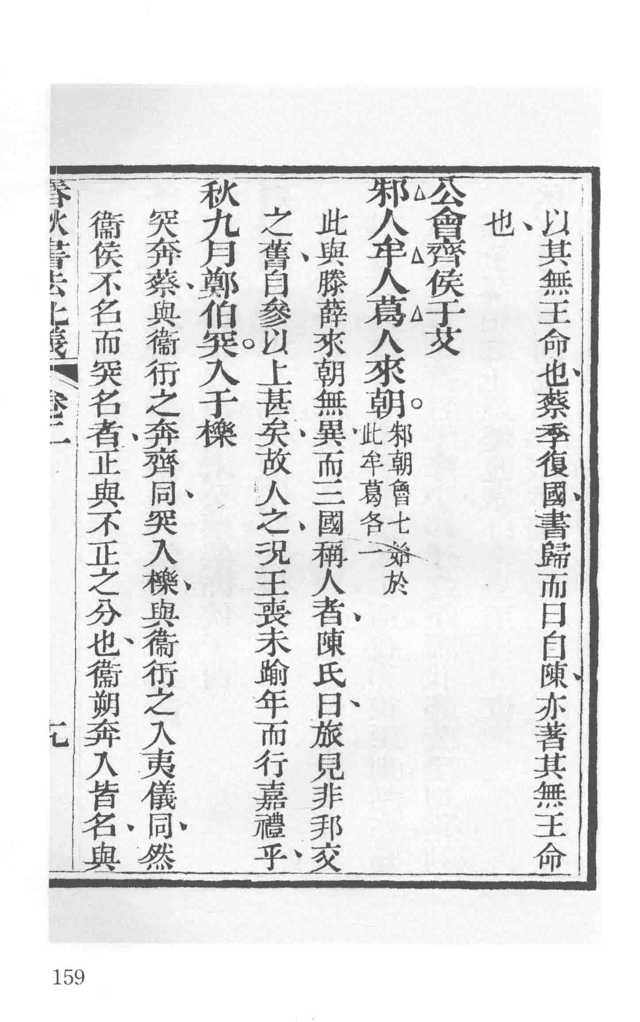 以其無王命也蔡季復國書歸而曰自陳亦著其無王命
也
公會齊侯于艾
邾人牟人葛人來朝。邾朝魯七始於
此牟葛各一
此與滕薛來朝無異而三國稱人者陳氏曰旅見非邦交
之舊自參以上甚矣故人之况王喪未踰年而行嘉禮乎
秋九月鄭伯突入于櫟
突奔蔡與衞衎之奔齊同突入櫟與衞衎之入夷儀同然
衞侯不名而突名者正與不正之分也衞朔奔入皆名與
春秋書法比義 卷二 九
159